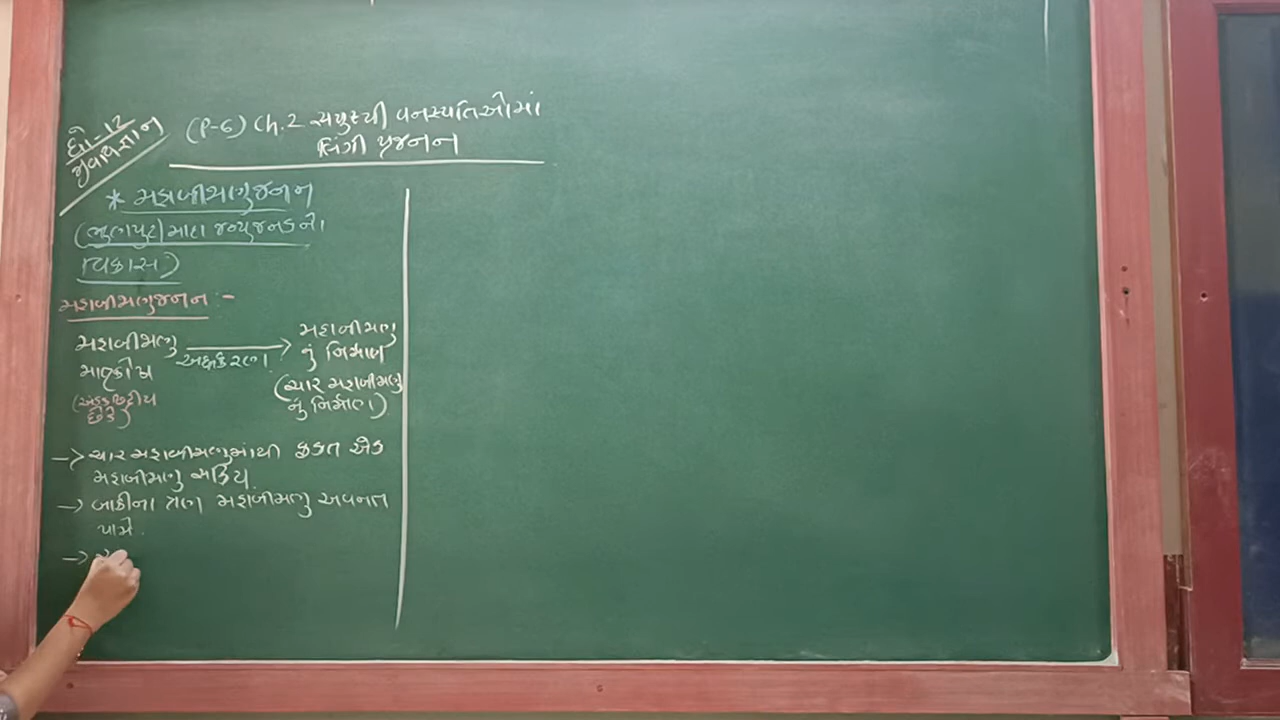 ધો-12
જીવવિજ્ઞાન
(P-6) Ch.2 સપુષ્પી વનસ્પતિઓમાં
લિંગી પ્રજનન
* મહાબીજાણુજનન
(ભ્રુણપુટ) માદા જન્યુજનકનો
વિકાસ)
મહાબીજાણુજનન :-
મહાબીજાણુ
માતૃકોષ
અર્ધીકરણ
મહાબીજાણુ
નું નિર્માણ
(ચાર મહાબીજાણુ
નું નિર્માણ)
-> ચાર મહાબીજાણુમાંથી ફક્ત એક
મહાબીજાણુ સક્રિય.
-> બાકીના ત્રણ મહાબીજાણુ અવનત
પામે.
->